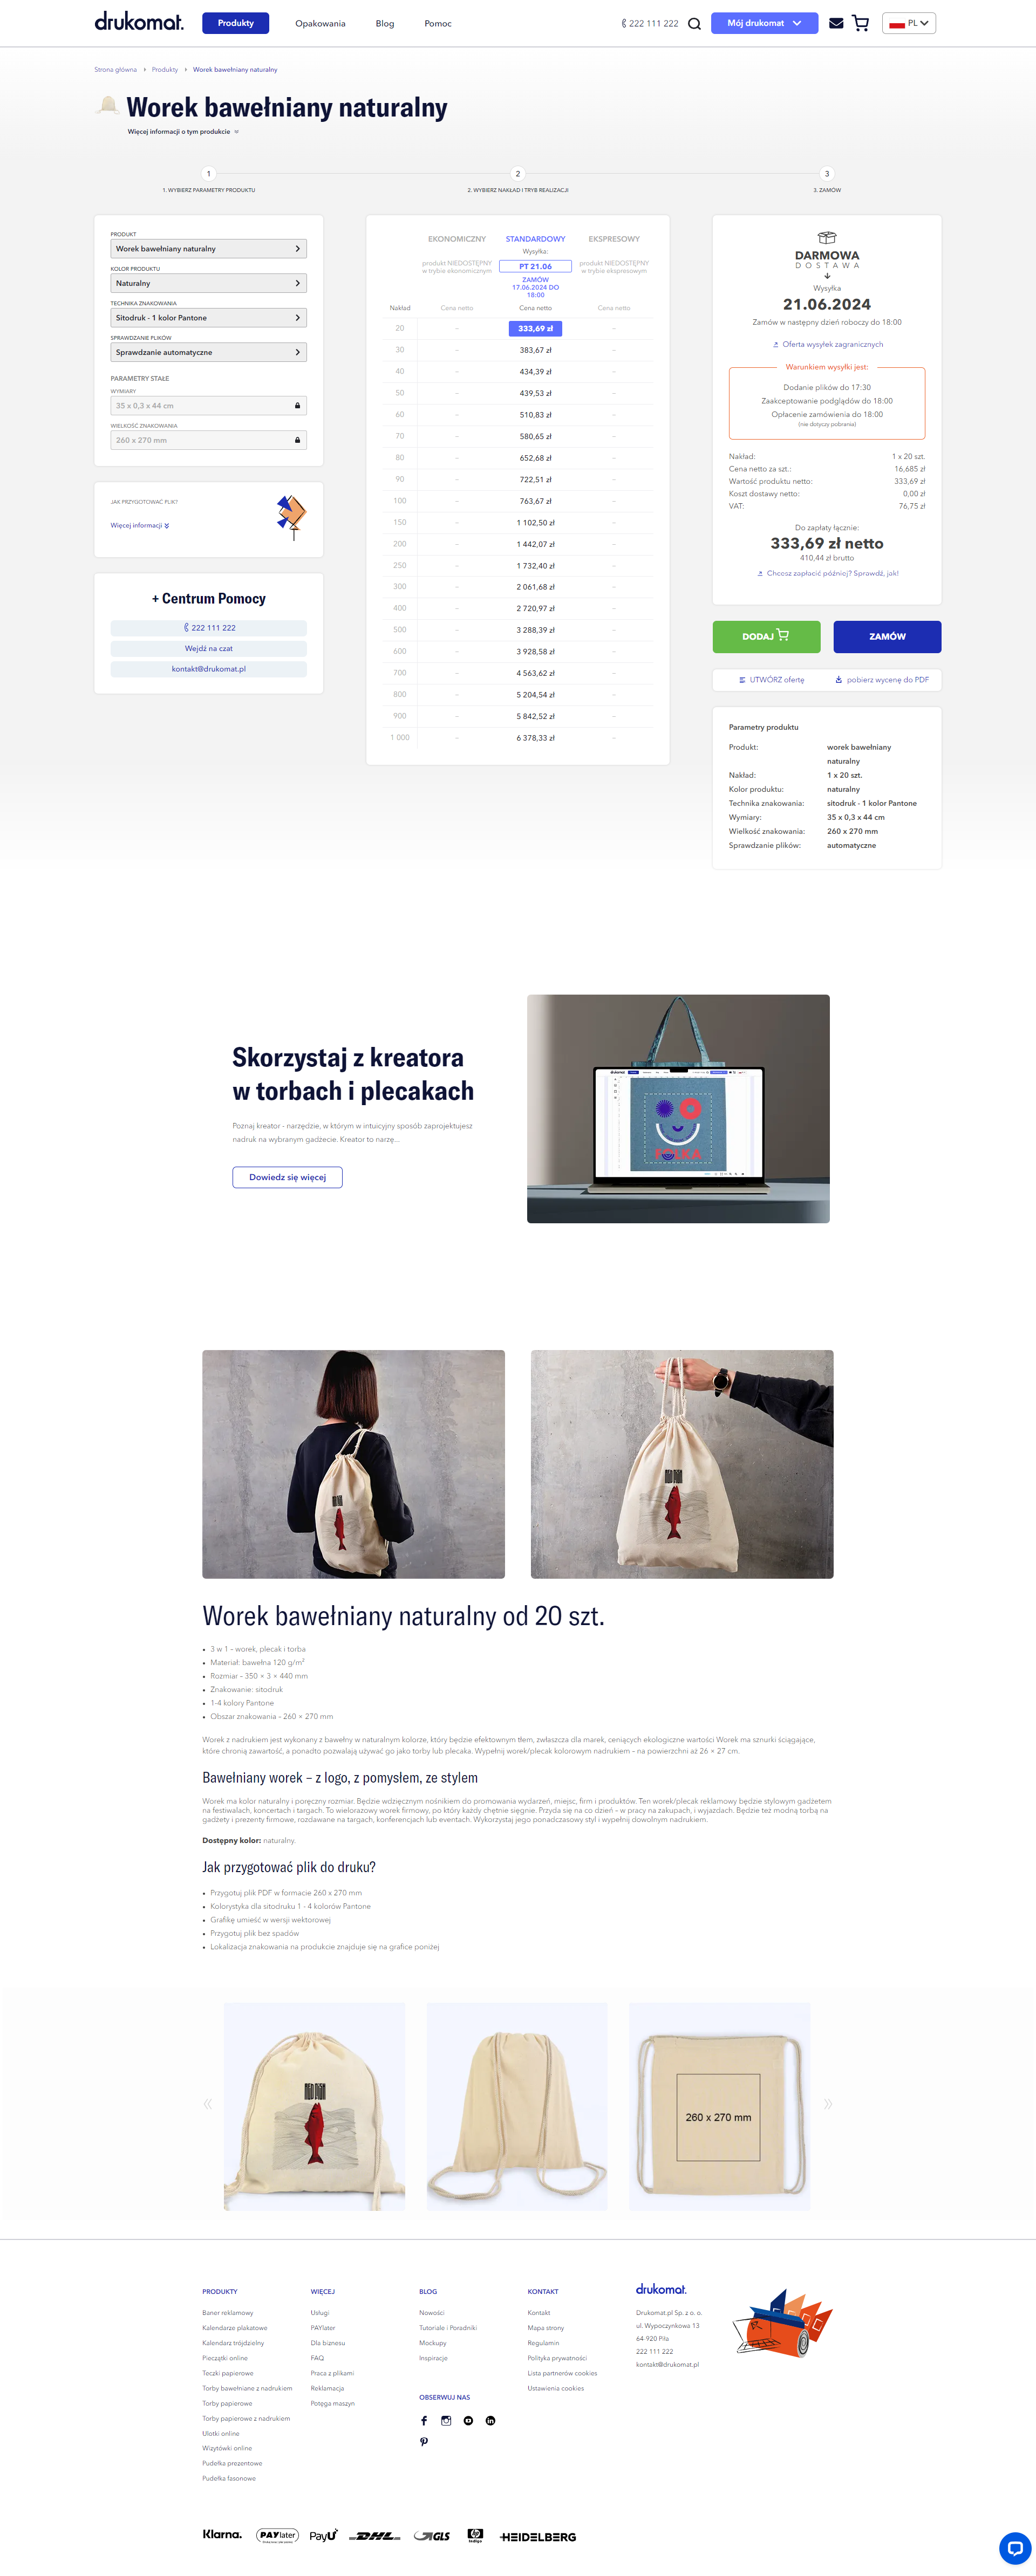 drukomat.
Produkty
Opakowania
Blog
Pomoc
222 111 222
Mój drukomat
PL
Strona główna › Produkty › Worek bawełniany naturalny
Worek bawełniany naturalny
Więcej informacji o tym produkcie
1
2
3
1. WYBIERZ PARAMETRY PRODUKTU
2. WYBIERZ NAKŁAD I TRYB REALIZACJI
3. ZAMÓW
PRODUKT
Worek bawełniany naturalny
KOLOR PRODUKTU
Naturalny
TECHNIKA ZNAKOWANIA
Sitodruk - 1 kolor Pantone
SPRAWDZANIE PLIKÓW
Sprawdzanie automatyczne
PARAMETRY STAŁE
WYMIARY
35 x 0,3 x 44 cm
WIELKOŚĆ ZNAKOWANIA
260 x 270 mm
JAK PRZYGOTOWAĆ PLIK?
Więcej informacji
+ Centrum Pomocy
222 111 222
Wejdź na czat
kontakt@drukomat.pl
EKONOMICZNY STANDARDOWY EKSPRESOWY
Wysyłka:
produkt NIEDOSTĘPNY
w trybie ekonomicznym
PT 21.06
ZAMÓW
17.06.2024 DO
18:00
produkt NIEDOSTĘPNY
w trybie ekspresowym
Nakład Cena netto Cena netto Cena netto
20 – 333,69 zł –
30 – 383,67 zł –
40 – 434,39 zł –
50 – 439,53 zł –
60 – 510,83 zł –
70 – 580,65 zł –
80 – 652,68 zł –
90 – 722,51 zł –
100 – 763,67 zł –
150 – 1 102,50 zł –
200 – 1 442,07 zł –
250 – 1 732,40 zł –
300 – 2 061,68 zł –
400 – 2 720,97 zł –
500 – 3 288,39 zł –
600 – 3 928,58 zł –
700 – 4 563,62 zł –
800 – 5 204,54 zł –
900 – 5 842,52 zł –
1 000 – 6 378,33 zł –
DARMOWA
DOSTAWA
Wysyłka
21.06.2024
Zamów w następny dzień roboczy do 18:00
Oferta wysyłek zagranicznych
Warunkiem wysyłki jest:
Dodanie plików do 17:30
Zaakceptowanie podglądów do 18:00
Opłacenie zamówienia do 18:00
(nie dotyczy pobrania)
Nakład: 1 x 20 szt.
Cena netto za szt.: 16,685 zł
Wartość produktu netto: 333,69 zł
Koszt dostawy netto: 0,00 zł
VAT: 76,75 zł
Do zapłaty łącznie:
333,69 zł netto
410,44 zł brutto
Chcesz zapłacić później? Sprawdź, jak!
DODAJ
ZAMÓW
UTWÓRZ ofertę
pobierz wycenę do PDF
Parametry produktu
Produkt: worek bawełniany
naturalny
Nakład: 1 x 20 szt.
Kolor produktu: naturalny
Technika znakowania: sitodruk - 1 kolor Pantone
Wymiary: 35 x 0,3 x 44 cm
Wielkość znakowania: 260 x 270 mm
Sprawdzanie plików: automatyczne
Skorzystaj z kreatora
w torbach i plecakach
Poznaj kreator - narzędzie, w którym w intuicyjny sposób zaprojektujesz
nadruk na wybranym gadżecie. Kreator to narzę...
Dowiedz się więcej
drukomat
POLKA
Worek bawełniany naturalny od 20 szt.
• 3 w 1 – worek, plecak i torba
• Materiał: bawełna 120 g/m²
• Rozmiar – 350 × 3 × 440 mm
• Znakowanie: sitodruk
• 1-4 kolory Pantone
• Obszar znakowania – 260 × 270 mm
Worek z nadrukiem jest wykonany z bawełny w naturalnym kolorze, który będzie efektownym tłem, zwłaszcza dla marek, ceniących ekologiczne wartości Worek ma sznurki ściągające,
które chronią zawartość, a ponadto pozwalają używać go jako torby lub plecaka. Wypełnij worek/plecak kolorowym nadrukiem – na powierzchni aż 26 × 27 cm.
Bawełniany worek – z logo, z pomysłem, ze stylem
Worek ma kolor naturalny i poręczny rozmiar. Będzie wdzięcznym nośnikiem do promowania wydarzeń, miejsc, firm i produktów. Ten worek/plecak reklamowy będzie stylowym gadżetem
na festiwalach, koncertach i targach. To wielorazowy worek firmowy, po który każdy chętnie sięgnie. Przyda się na co dzień – w pracy na zakupach, i wyjazdach. Będzie też modną torbą na
gadżety i prezenty firmowe, rozdawane na targach, konferencjach lub eventach. Wykorzystaj jego ponadczasowy styl i wypełnij dowolnym nadrukiem.
Dostępny kolor: naturalny.
Jak przygotować plik do druku?
• Przygotuj plik PDF w formacie 260 x 270 mm
• Kolorystyka dla sitodruku 1 - 4 kolorów Pantone
• Grafikę umieść w wersji wektorowej
• Przygotuj plik bez spadów
• Lokalizacja znakowania na produkcie znajduje się na grafice poniżej
260 x 270 mm
PRODUKTY
Baner reklamowy
Kalendarze plakatowe
Kalendarz trójdzielny
Pieczątki online
Teczki papierowe
Torby bawełniane z nadrukiem
Torby papierowe
Torby papierowe z nadrukiem
Ulotki online
Wizytówki online
Pudełka prezentowe
Pudełka fasonowe
WIĘCEJ
Usługi
PAYlater
Dla biznesu
FAQ
Praca z plikami
Reklamacja
Potęga maszyn
BLOG
Nowości
Tutoriale i Poradniki
Mockupy
Inspiracje
OBSERWUJ NAS
KONTAKT
Kontakt
Mapa strony
Regulamin
Polityka prywatności
Lista partnerów cookies
Ustawienia cookies
drukomat.
Drukomat.pl Sp. z o. o.
ul. Wypoczynkowa 13
64-920 Piła
222 111 222
kontakt@drukomat.pl
Klarna.
PAYlater
PayU
DHL
GLS
hp
indigo
HEIDELBERG